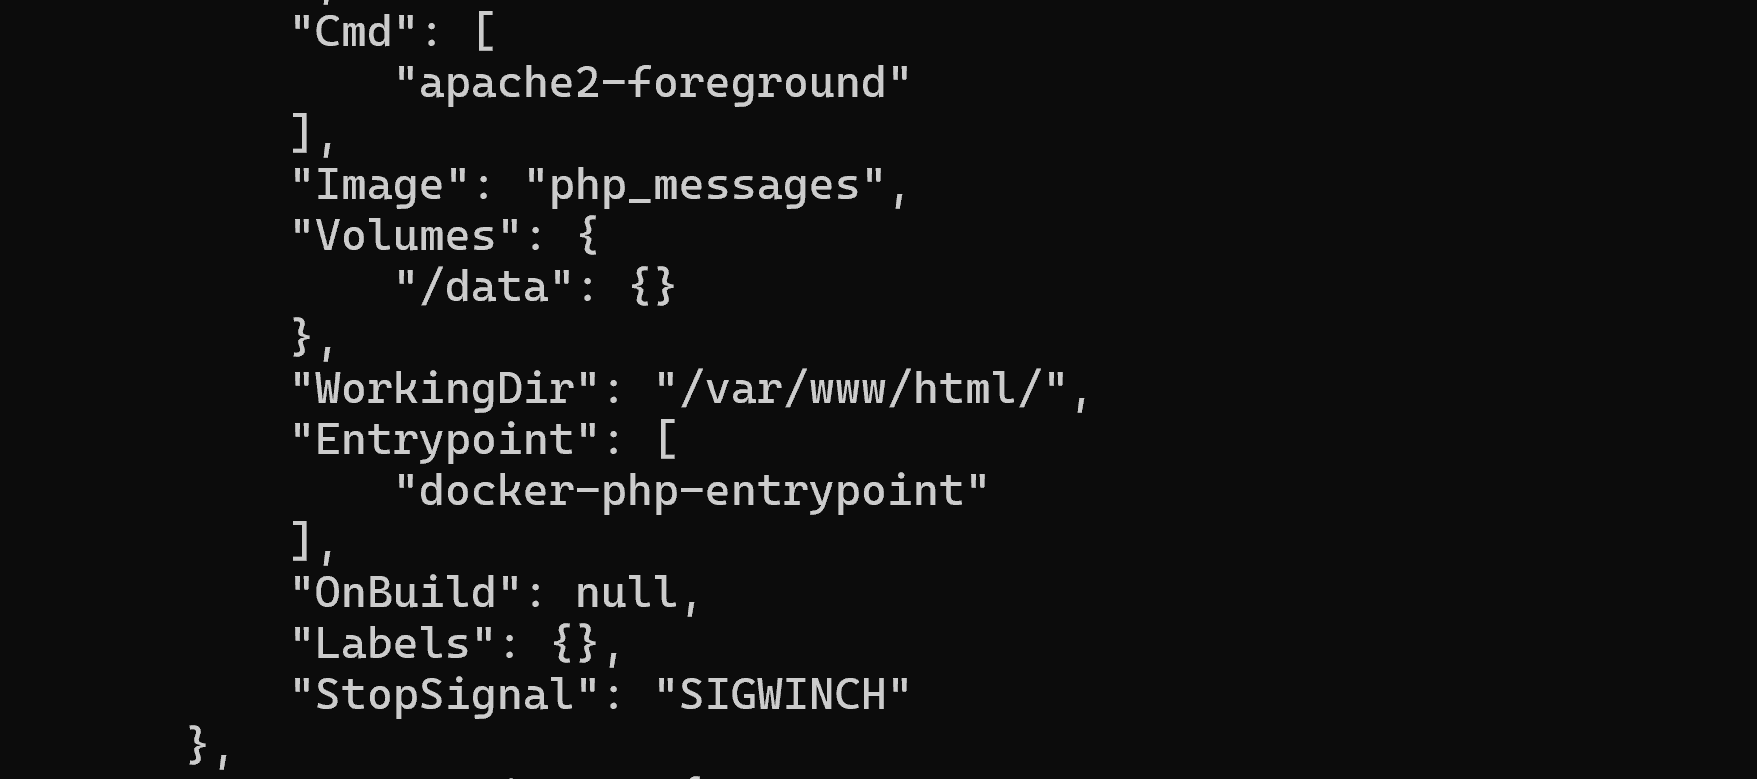 "Cmd": [
"apache2-foreground"
],
"Image": "php_messages",
"Volumes": {
"/data": {}
},
"WorkingDir": "/var/www/html/",
"Entrypoint": [
"docker-php-entrypoint"
],
"OnBuild": null,
"Labels": {},
"StopSignal": "SIGWINCH"
},